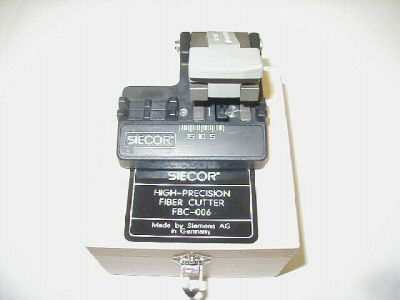 SIECOR
SIECOR
HIGH-PRECISION
FIBER CUTTER
FBC-006
Made by Siemens AG
in Germany